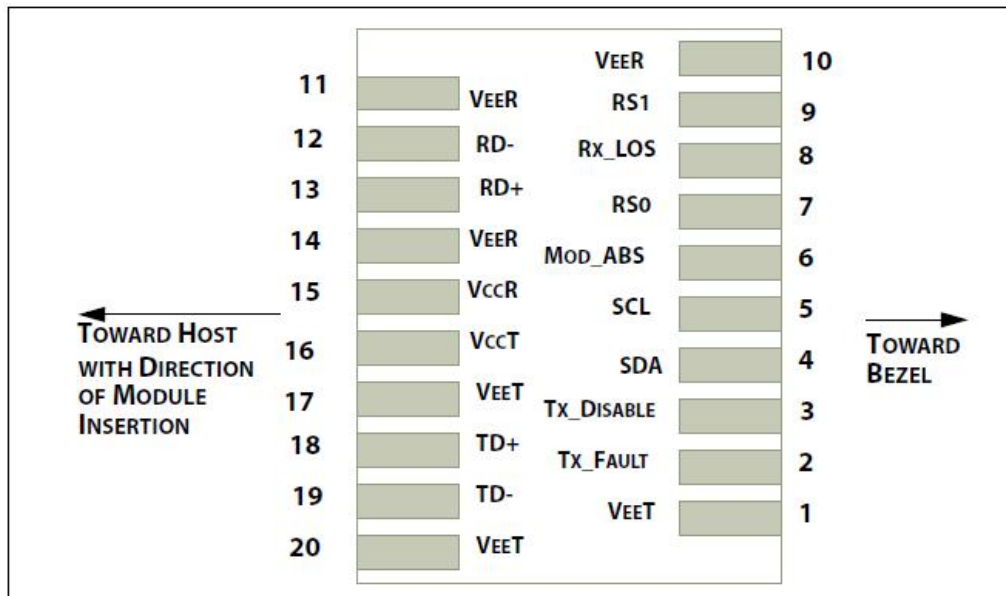 11 VEER
12 RD-
13 RD+
14 VEER
15 VCCR
16 VCCT
17 VEET
18 TD+
19 TD-
20 VEET
VEER 10
RS1 9
RX_LOS 8
RS0 7
MOD_ABS 6
SCL 5
SDA 4
TX_DISABLE 3
TX_FAULT 2
VEET 1
TOWARD HOST
WITH DIRECTION
OF MODULE
INSERTION
TOWARD
BEZEL